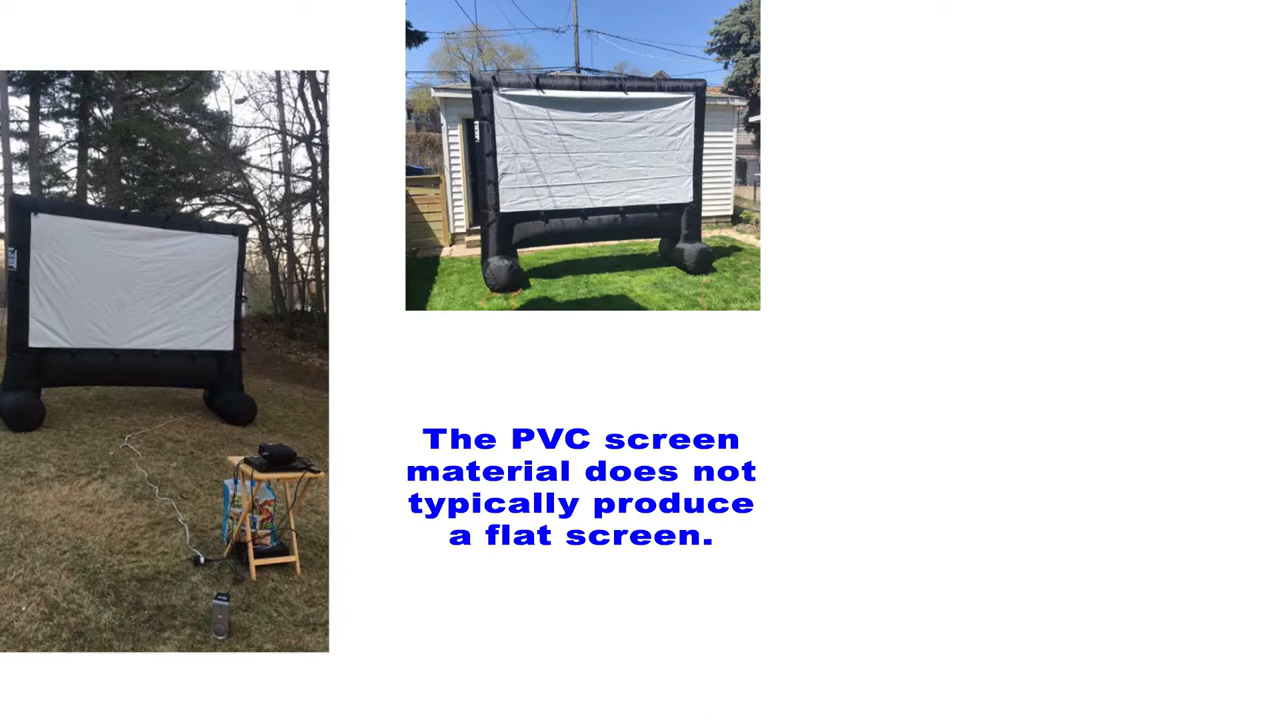 The PVC screen
material does not
typically produce
a flat screen.